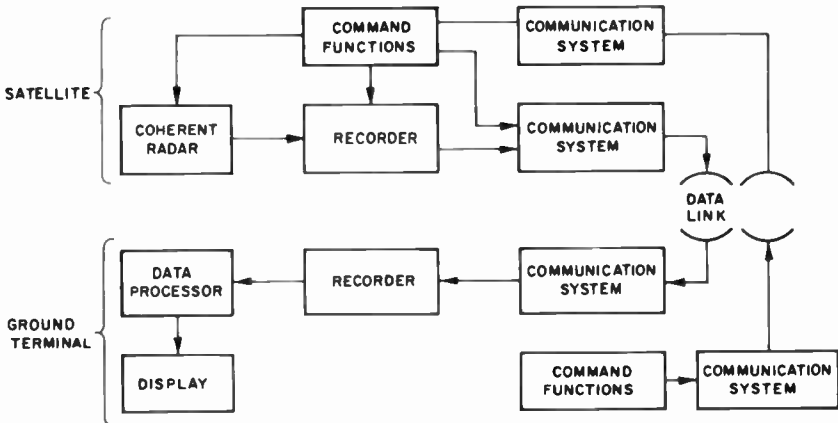 COMMAND
FUNCTIONS
COMMUNICATION
SYSTEM
SATELLITE
COHERENT
RADAR
RECORDER
COMMUNICATION
SYSTEM
DATA
LINK
DATA
PROCESSOR
RECORDER
COMMUNICATION
SYSTEM
GROUND
TERMINAL
DISPLAY
COMMAND
FUNCTIONS
COMMUNICATION
SYSTEM